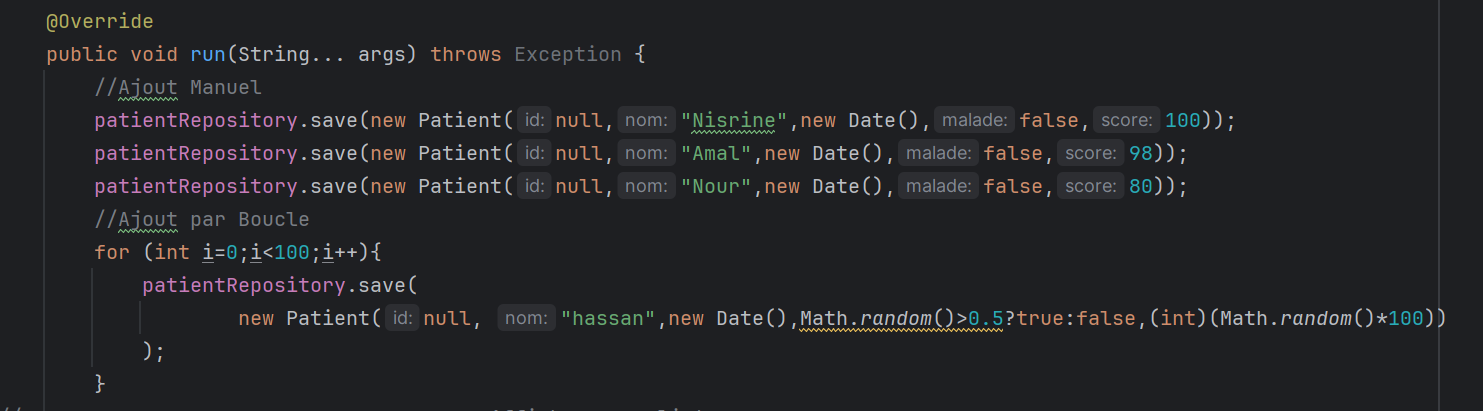 @Override
public void run(String... args) throws Exception {
//Ajout Manuel
patientRepository.save(new Patient( id: null, nom: "Nisrine",new Date(), malade: false, score: 100));
patientRepository.save(new Patient( id: null, nom: "Amal",new Date(), malade: false, score: 98));
patientRepository.save(new Patient( id: null, nom: "Nour",new Date(), malade: false, score: 80));
//Ajout par Boucle
for (int i=0;i<100;i++){
patientRepository.save(
new Patient( id: null, nom: "hassan",new Date(),Math.random()>0.5?true:false,(int)(Math.random()*100))
);
}
//